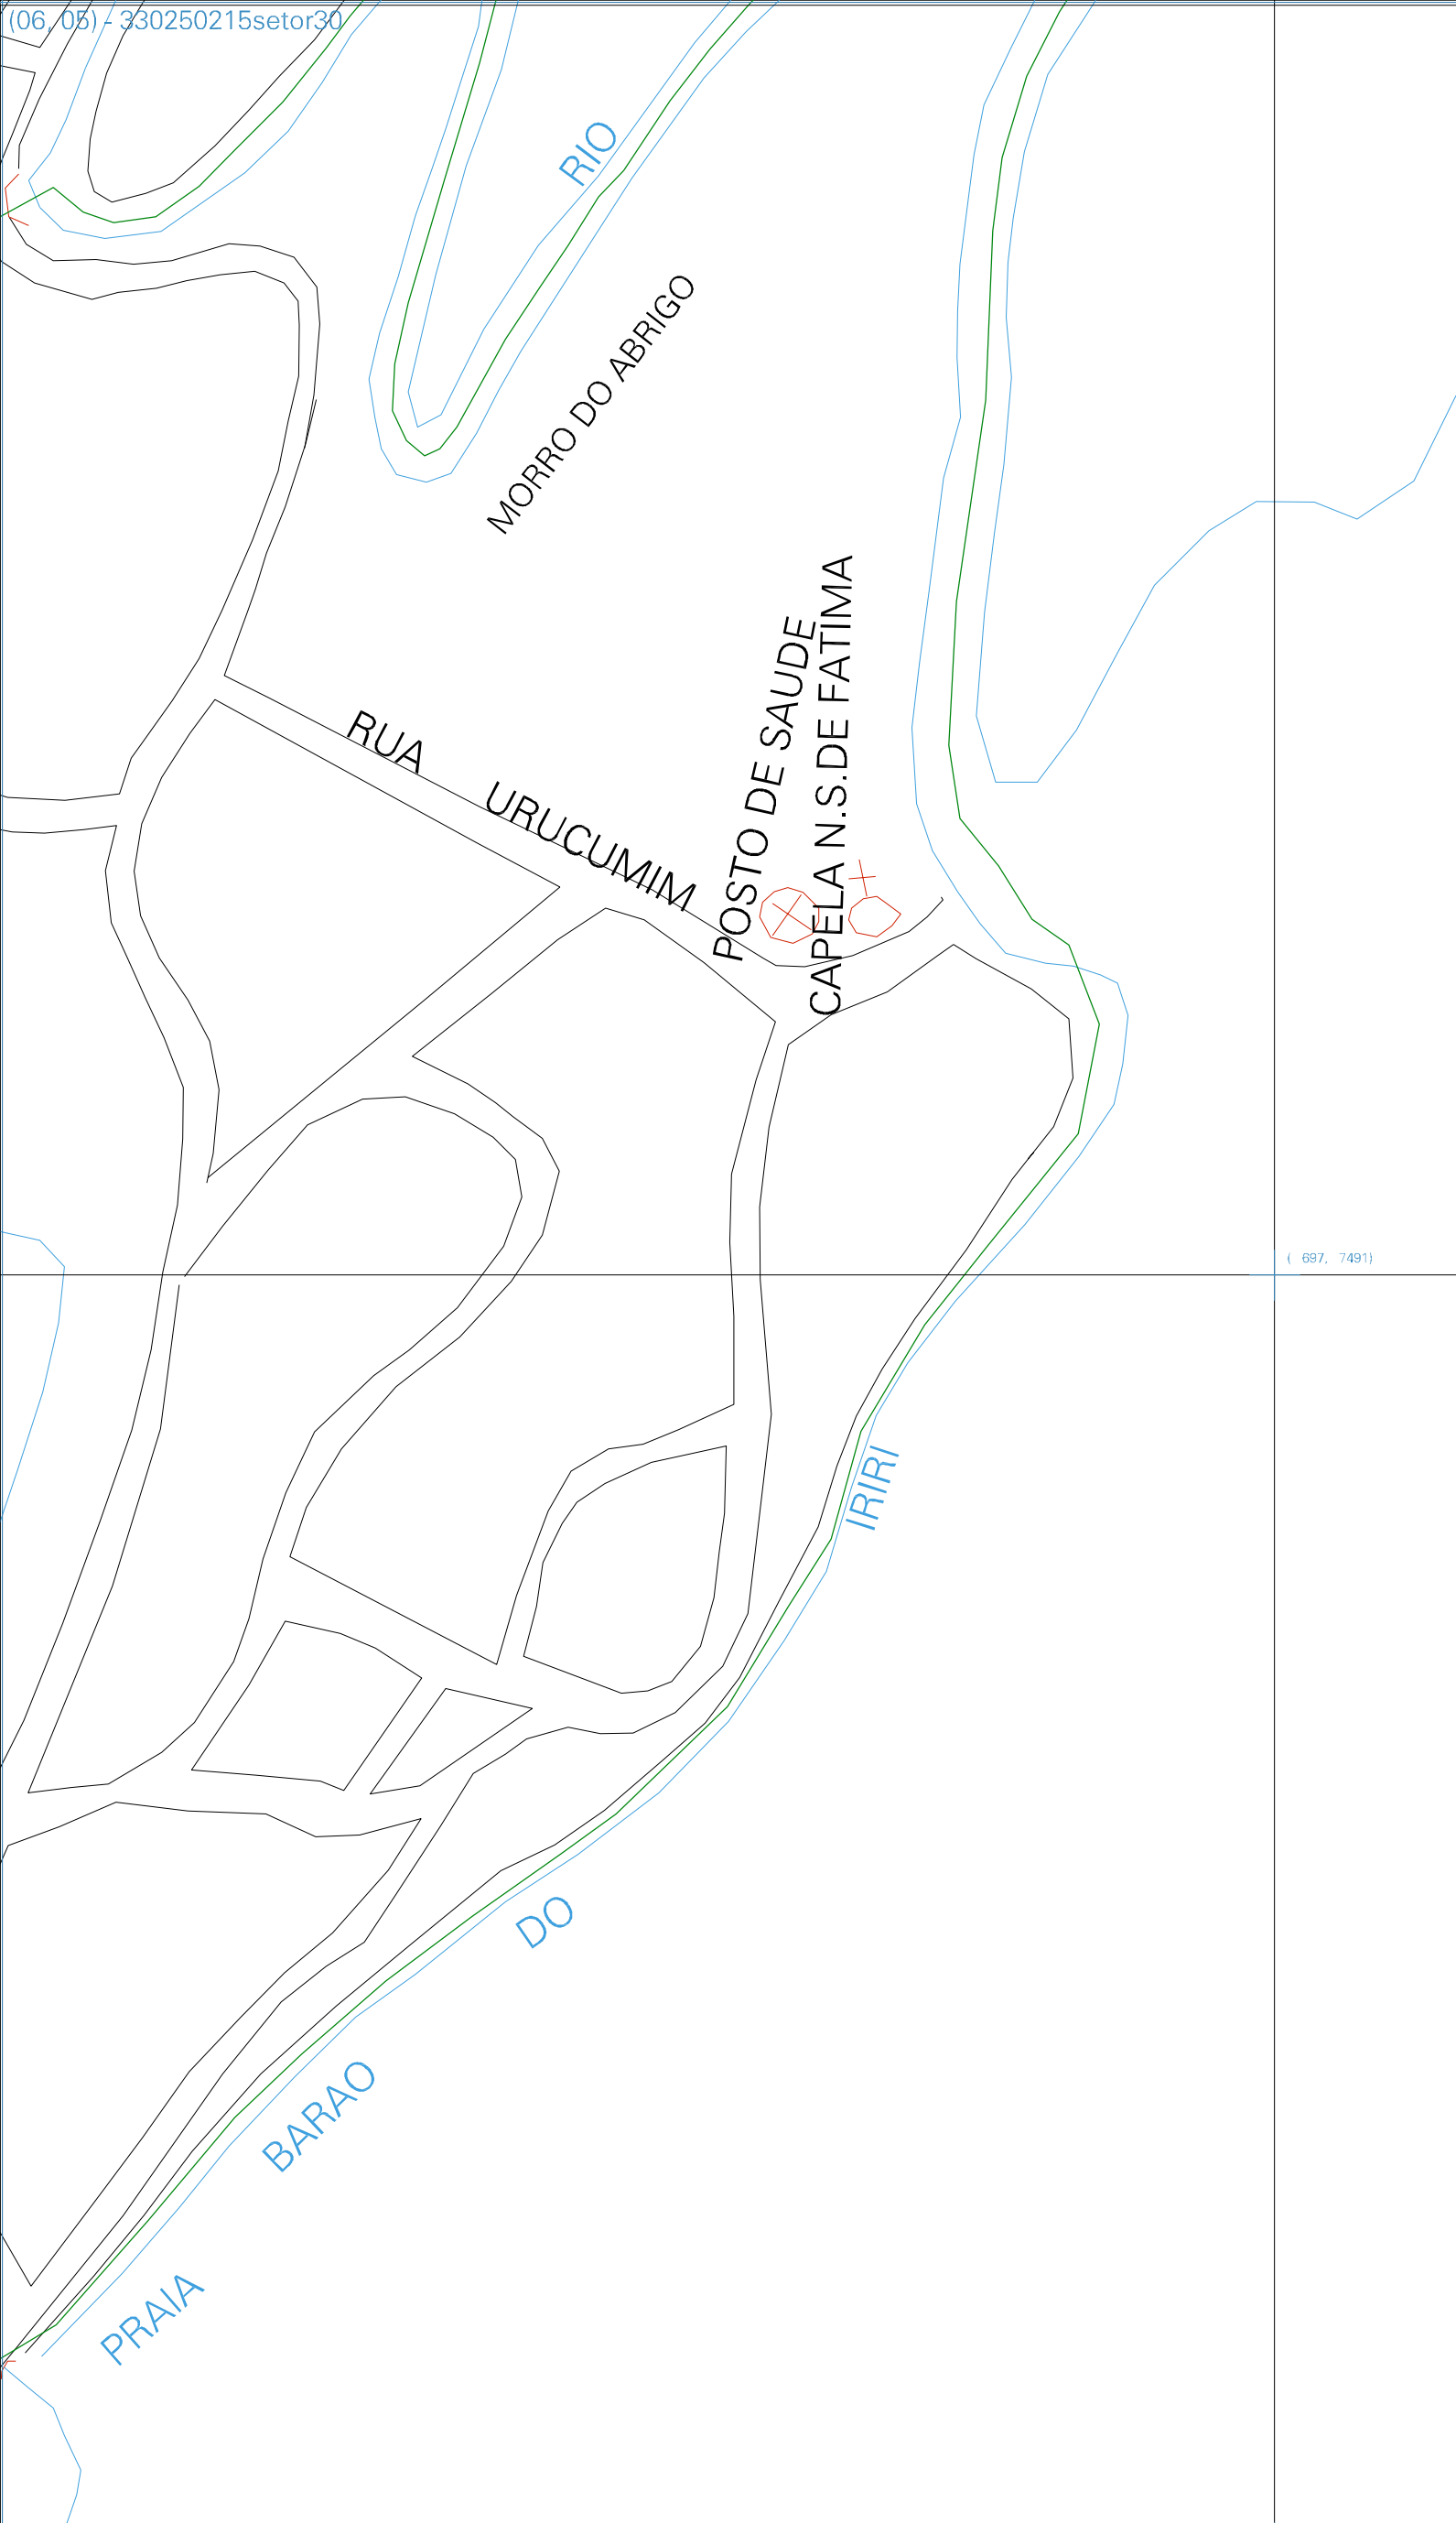 (06, 05) - 330250215setor30
RIO
MORRO DO ABRIGO
POSTO DE SAUDE
CAPELA N.S.DE FATIMA
RUA URUCUMIM
( 697, 7491)
PRAIA BARAO DO IRIRI